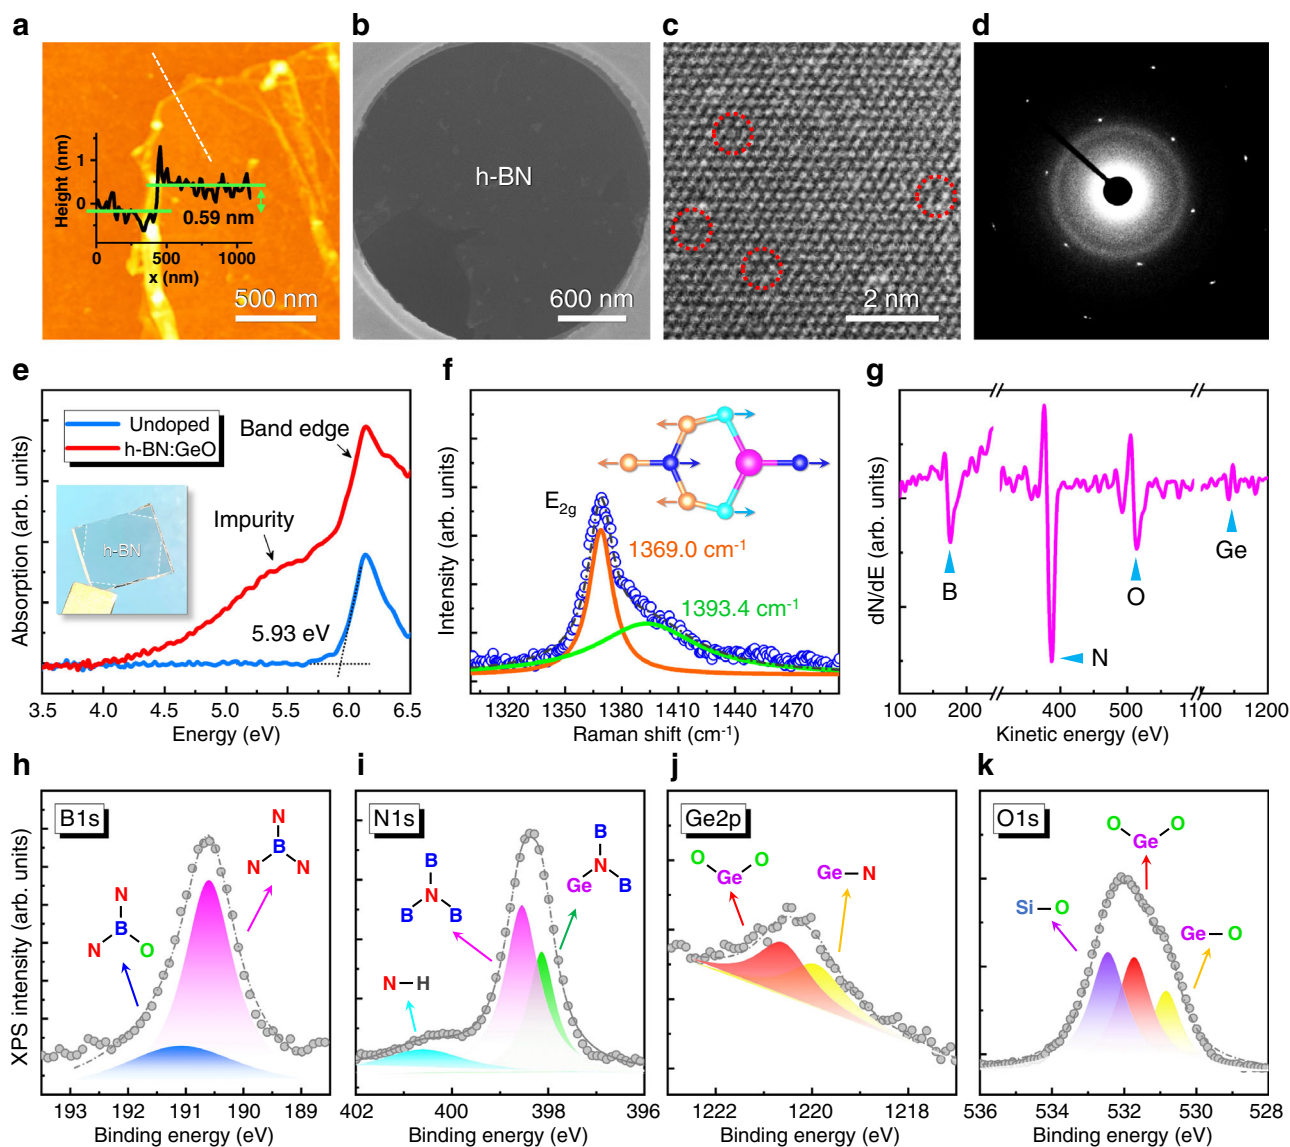 a
b
c
d
Height (nm)
1
0
0.59 nm
0 500 1000
x (nm)
500 nm
h-BN
600 nm
2 nm
e
f
g
Absorption (arb. units)
Undoped
h-BN:GeO
Band edge
Impurity
h-BN
5.93 eV
3.5 4.0 4.5 5.0 5.5 6.0 6.5
Energy (eV)
Intensity (arb. units)
E2g
1369.0 cm-1
1393.4 cm-1
1320 1350 1380 1410 1440 1470
Raman shift (cm-1)
dN/dE (arb. units)
B
N
O
Ge
100 200 400 500 1100 1200
Kinetic energy (eV)
h
i
j
k
XPS intensity (arb. units)
B1s
N
B
N N
N
B
N O
193 192 191 190 189
Binding energy (eV)
N1s
B
N
B B
B
N
Ge B
N–H
402 400 398 396
Binding energy (eV)
Ge2p
O O
Ge
Ge–N
1222 1220 1218
Binding energy (eV)
O1s
O O
Ge
Si–O
Ge–O
536 534 532 530 528
Binding energy (eV)